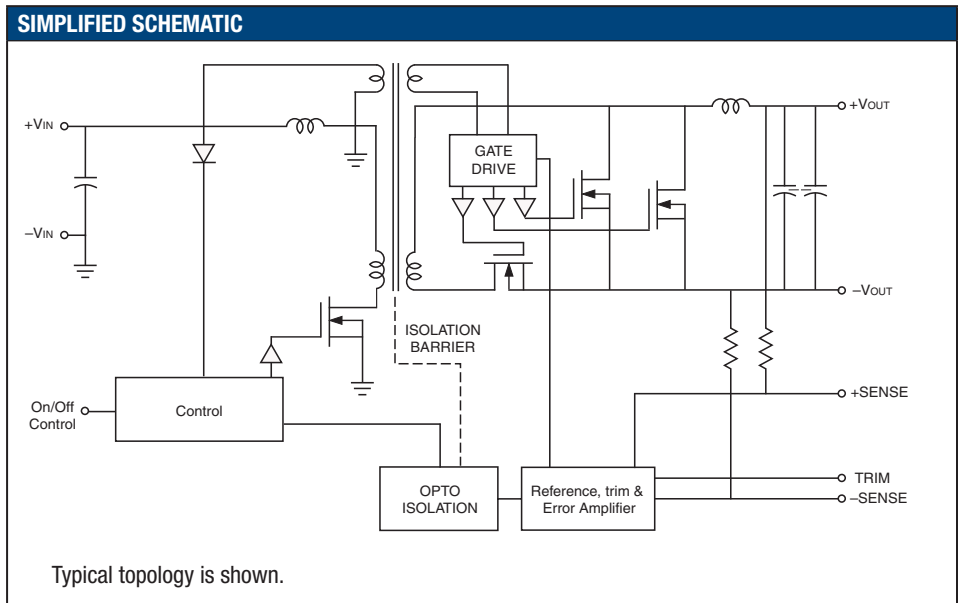 SIMPLIFIED SCHEMATIC
+VIN
−VIN
GATE
DRIVE
+VOUT
−VOUT
ISOLATION
BARRIER
On/Off
Control
Control
+SENSE
OPTO
ISOLATION
Reference, trim &
Error Amplifier
TRIM
−SENSE
Typical topology is shown.